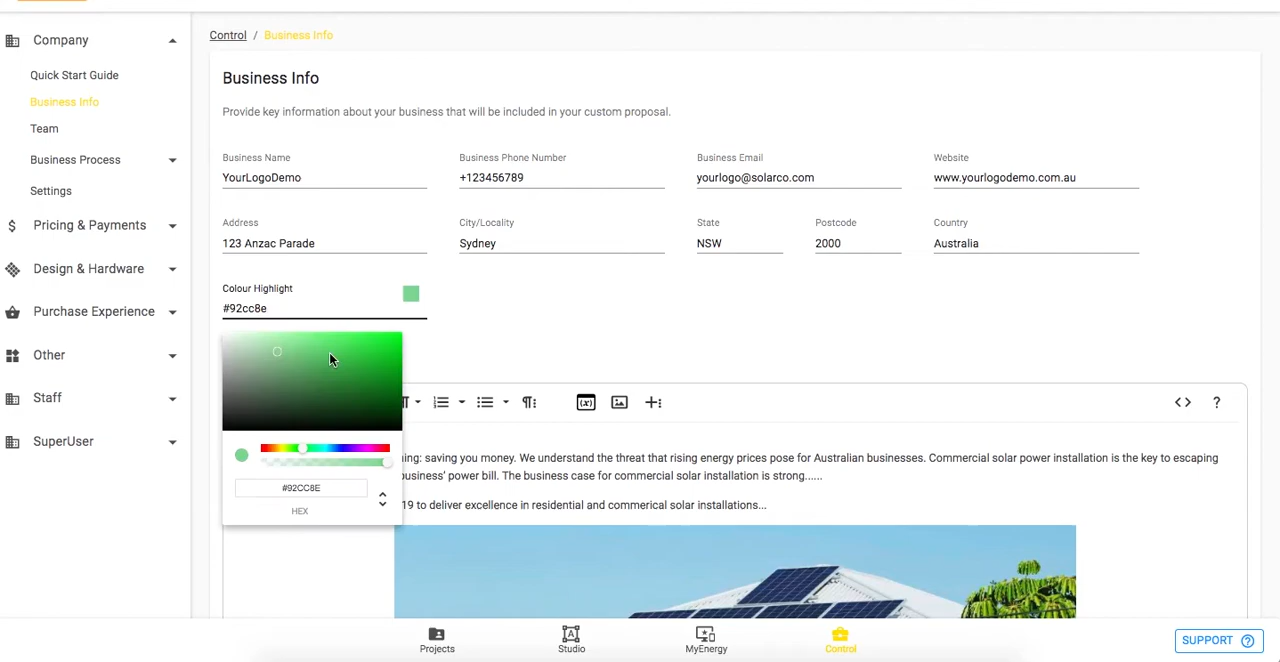 Company
Quick Start Guide
Business Info
Team
Business Process
Settings
Pricing & Payments
Design & Hardware
Purchase Experience
Other
Staff
SuperUser
Control / Business Info
Business Info
Provide key information about your business that will be included in your custom proposal.
Business Name Business Phone Number Business Email Website
YourLogoDemo +123456789 yourlogo@solarco.com www.yourlogodemo.com.au
Address City/Locality State Postcode Country
123 Anzac Parade Sydney NSW 2000 Australia
Colour Highlight
#92cc8e
#92CC8E
HEX
saving you money. We understand the threat that rising energy prices pose for Australian businesses. Commercial solar power installation is the key to escaping
power bill. The business case for commercial solar installation is strong......
to deliver excellence in residential and commerical solar installations...
Projects Studio MyEnergy Control
SUPPORT ?